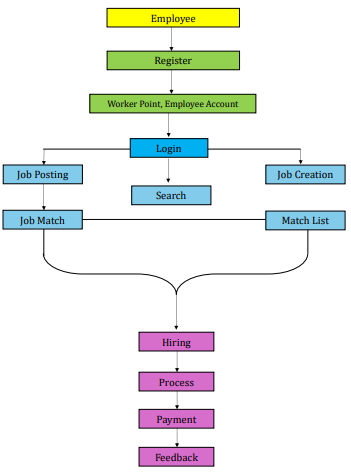 Employee
Register
Worker Point, Employee Account
Login
Job Posting
Job Creation
Search
Job Match
Match List
Hiring
Process
Payment
Feedback